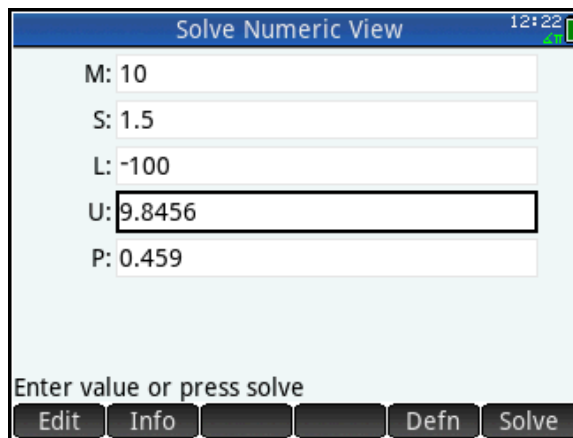 Solve Numeric View 12:22
∡π
M: 10
S: 1.5
L: -100
U: 9.8456
P: 0.459
Enter value or press solve
Edit Info Defn Solve